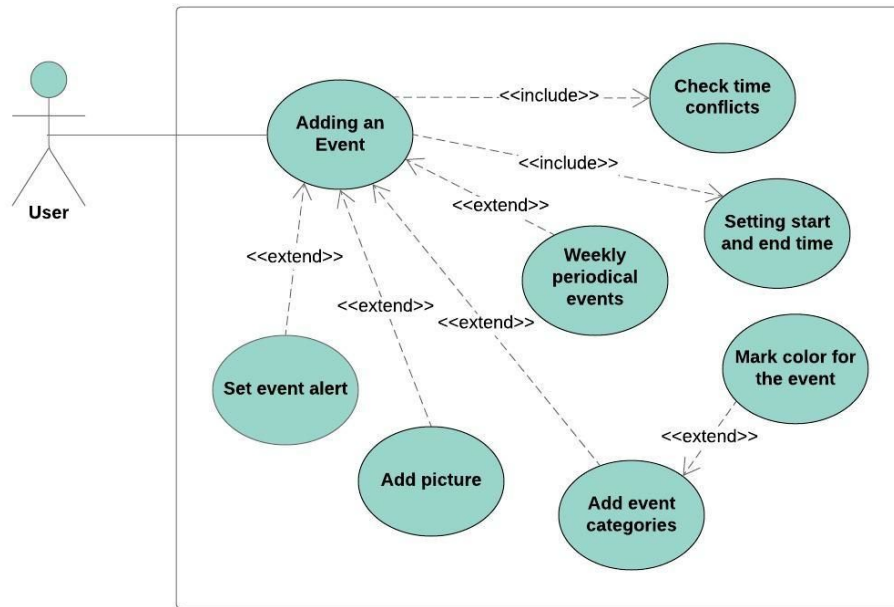 Check time
conflicts
<<include>>
Adding an
Event
<<include>>
User
<<extend>>
Setting start
and end time
<<extend>>
Weekly
periodical
events
<<extend>>
<<extend>>
Mark color for
the event
Set event alert
<<extend>>
Add picture
Add event
categories